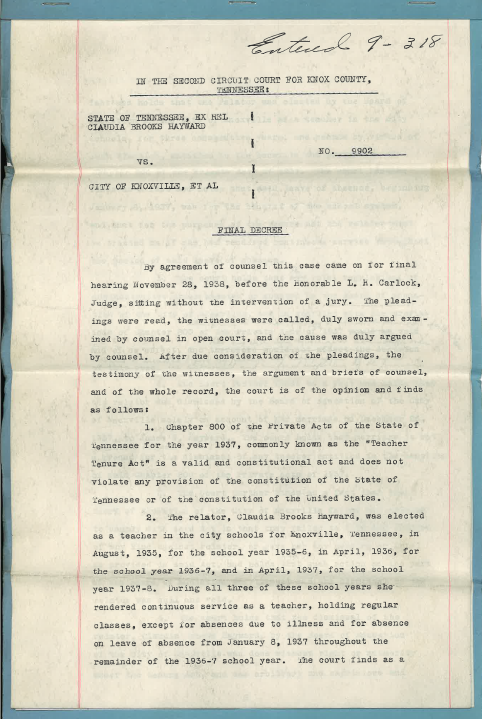 Entered 9-318
IN THE SECOND CIRCUIT COURT FOR KNOX COUNTY,
TENNESSEE:
STATE OF TENNESSEE, EX REL
CLAUDIA BROOKS HAYWARD
NO. 9902
VS.
CITY OF KNOXVILLE, ET AL
FINAL DECREE
By agreement of counsel this case came on for final
hearing November 28, 1938, before the honorable L. H. Carlock,
Judge, sitting without the intervention of a jury. The plead-
ings were read, the witnesses were called, duly sworn and exam-
ined by counsel in open court, and the cause was duly argued
by counsel. After due consideration of the pleadings, the
testimony of the witnesses, the argument and briefs of counsel,
and of the whole record, the court is of the opinion and finds
as follows:
1. Chapter 800 of the Private Acts of the State of
Tennessee for the year 1937, commonly known as the "Teacher
Tenure Act" is a valid and constitutional act and does not
violate any provision of the constitution of the State of
Tennessee or of the constitution of the United States.
2. The relator, Claudia Brooks Hayward, was elected
as a teacher in the city schools for Knoxville, Tennessee, in
August, 1935, for the school year 1935-6, in April, 1936, for
the school year 1936-7, and in April, 1937, for the school
year 1937-8. During all three of these school years she
rendered continuous service as a teacher, holding regular
classes, except for absences due to illness and for absence
on leave of absence from January 8, 1937 throughout the
remainder of the 1936-7 school year. The court finds as a